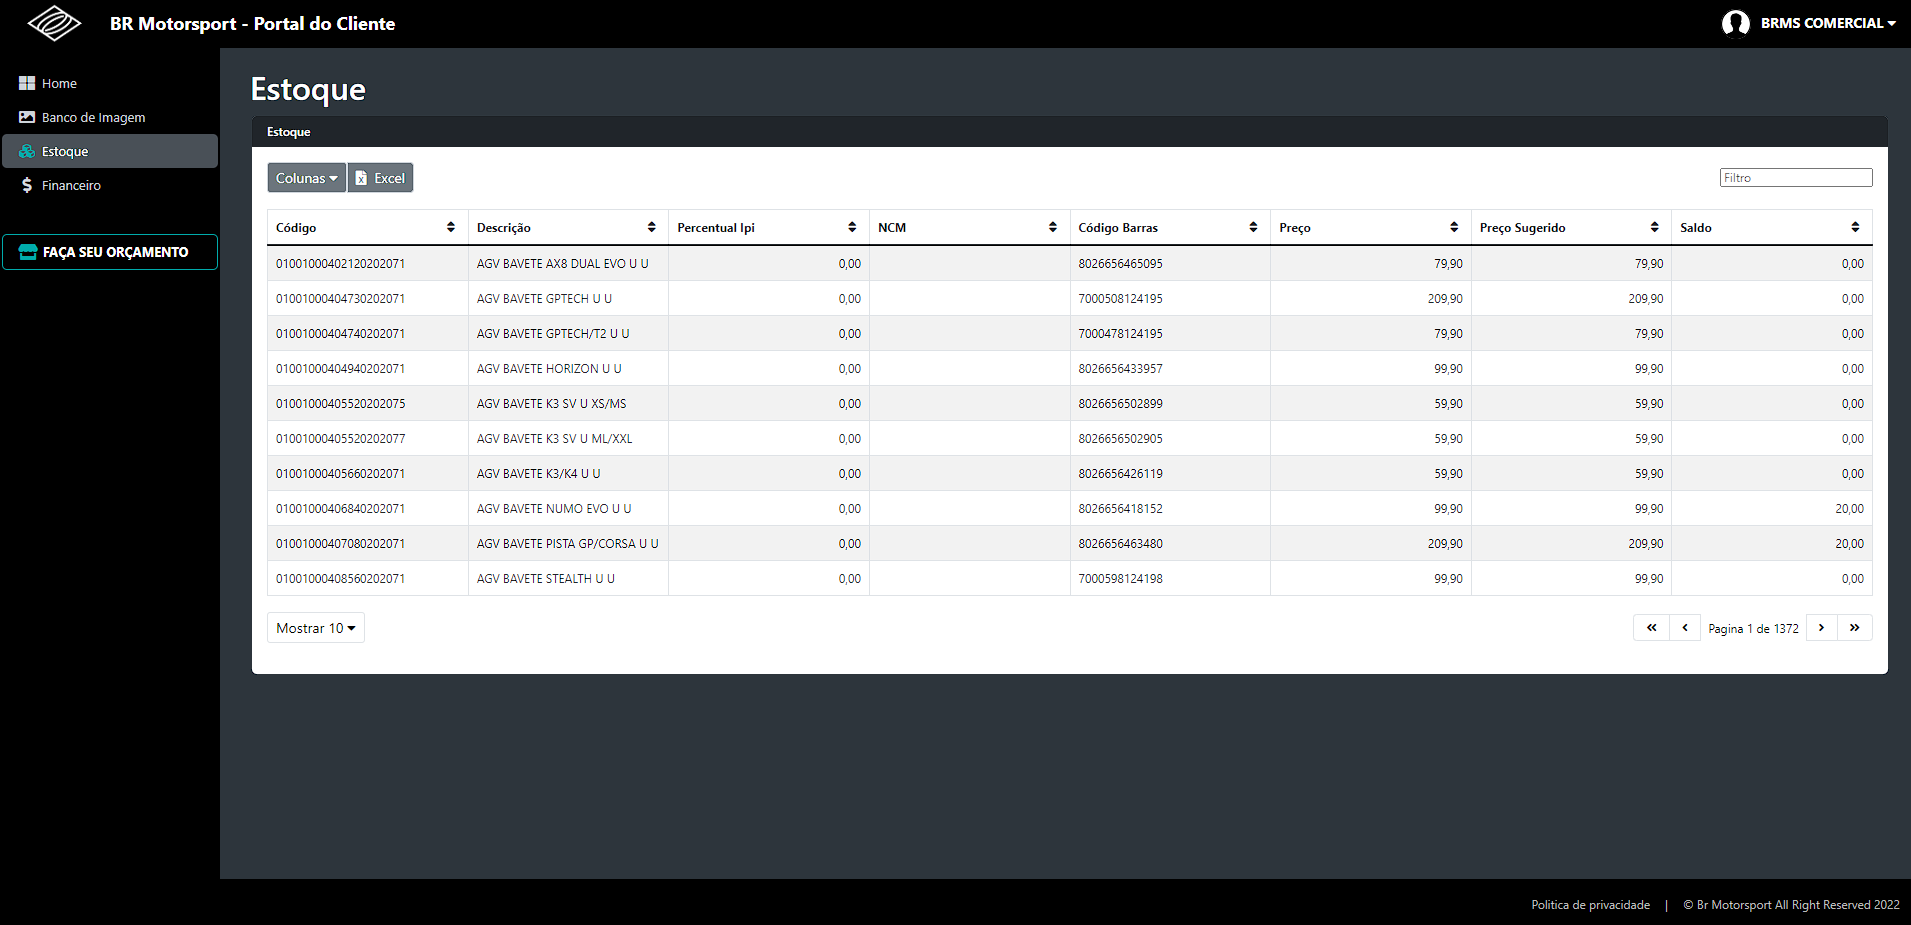 BR Motorsport - Portal do Cliente
BRMS COMERCIAL
Home
Banco de Imagem
Estoque
Financeiro
FAÇA SEU ORÇAMENTO
Estoque
Estoque
Colunas Excel
Filtro
Código Descrição Percentual Ipi NCM Código Barras Preço Preço Sugerido Saldo
01001000402120202071 AGV BAVETE AX8 DUAL EVO U U 0,00 8026656465095 79,90 79,90 0,00
01001000404730202071 AGV BAVETE GPTECH U U 0,00 7000508124195 209,90 209,90 0,00
01001000404740202071 AGV BAVETE GPTECH/T2 U U 0,00 7000478124195 79,90 79,90 0,00
01001000404940202071 AGV BAVETE HORIZON U U 0,00 8026656433957 99,90 99,90 0,00
01001000405520202075 AGV BAVETE K3 SV U XS/MS 0,00 8026656502899 59,90 59,90 0,00
01001000405520202077 AGV BAVETE K3 SV U ML/XXL 0,00 8026656502905 59,90 59,90 0,00
01001000405660202071 AGV BAVETE K3/K4 U U 0,00 8026656426119 59,90 59,90 0,00
01001000406840202071 AGV BAVETE NUMO EVO U U 0,00 8026656418152 99,90 99,90 20,00
01001000407080202071 AGV BAVETE PISTA GP/CORSA U U 0,00 8026656463480 209,90 209,90 20,00
01001000408560202071 AGV BAVETE STEALTH U U 0,00 7000598124198 99,90 99,90 0,00
Mostrar 10
« ‹ Pagina 1 de 1372 › »
Politica de privacidade | © Br Motorsport All Right Reserved 2022